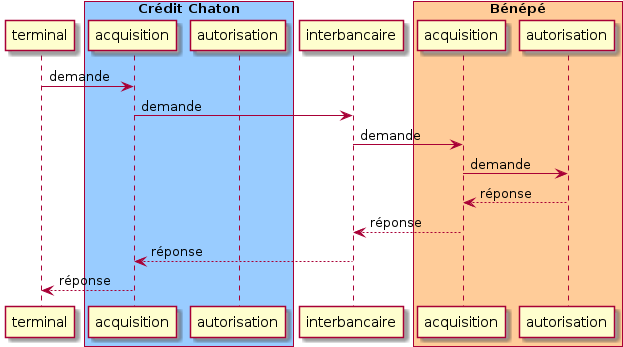 Crédit Chaton Bénépé
terminal acquisition autorisation interbancaire acquisition autorisation
demande
demande
demande
demande
réponse
réponse
réponse
réponse
terminal acquisition autorisation interbancaire acquisition autorisation